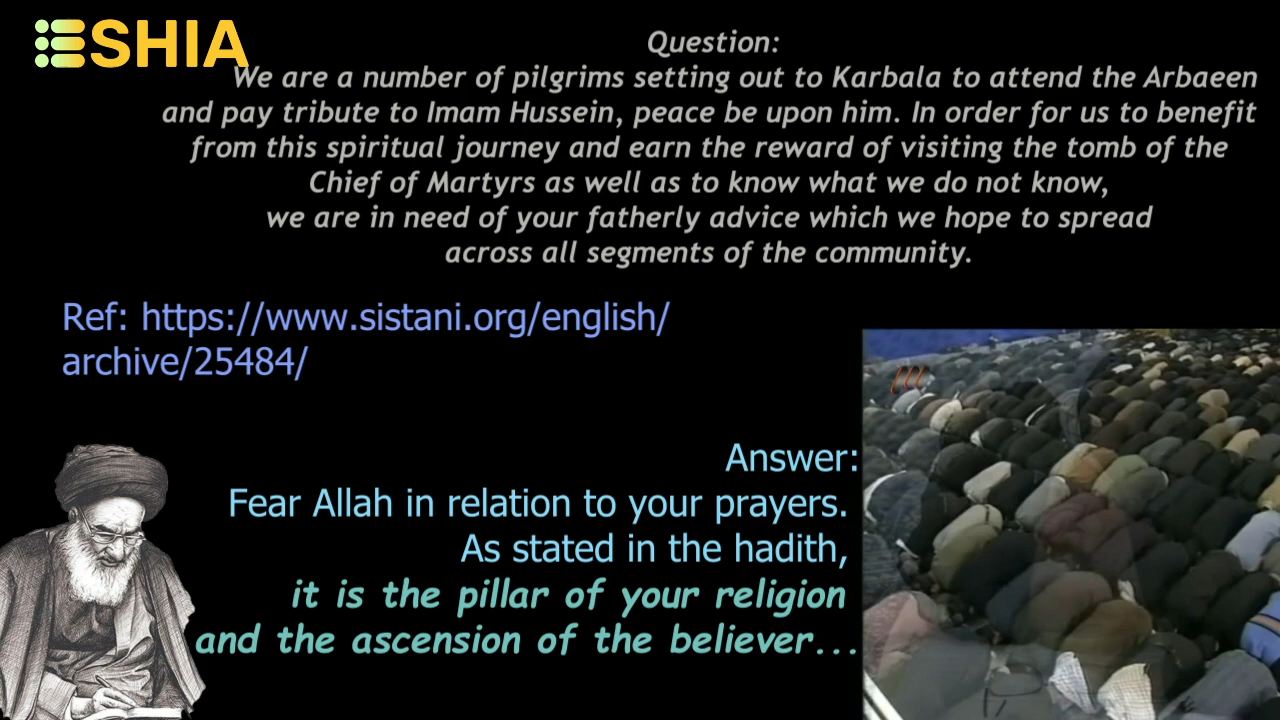 SHIA
Question:
We are a number of pilgrims setting out to Karbala to attend the Arbaeen
and pay tribute to Imam Hussein, peace be upon him. In order for us to benefit
from this spiritual journey and earn the reward of visiting the tomb of the
Chief of Martyrs as well as to know what we do not know,
we are in need of your fatherly advice which we hope to spread
across all segments of the community.
Ref: https://www.sistani.org/english/
archive/25484/
Answer:
Fear Allah in relation to your prayers.
As stated in the hadith,
it is the pillar of your religion
and the ascension of the believer...